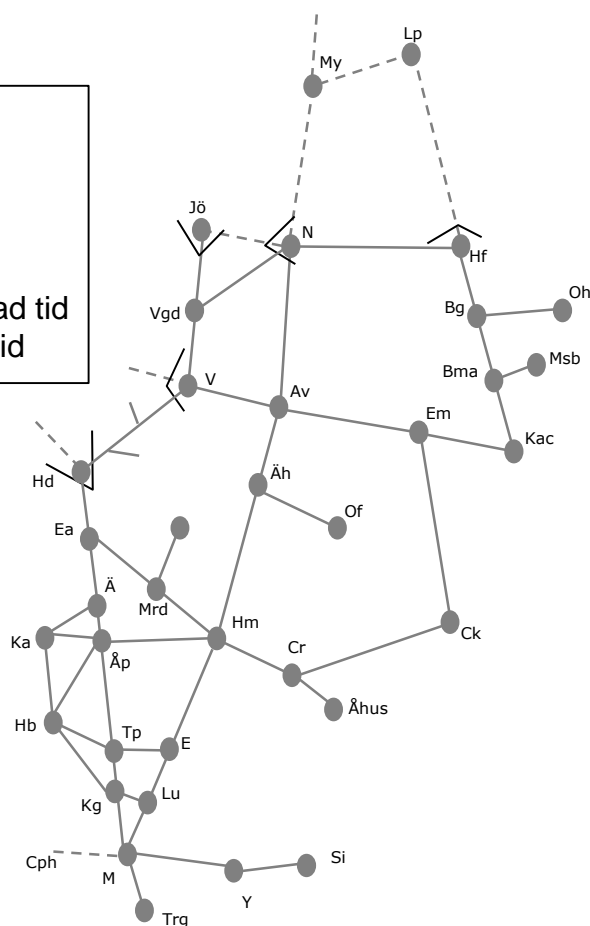 Lp
My
Jö
N
Hf
ad tid
id
Vgd
Bg
Oh
Msb
Bma
V
Av
Em
Kac
Hd
Äh
Of
Ea
Ä
Mrd
Hm
Ka
Åp
Cr
Ck
Åhus
Hb
Tp
E
Kg
Lu
Cph
M
Si
Y
Trg